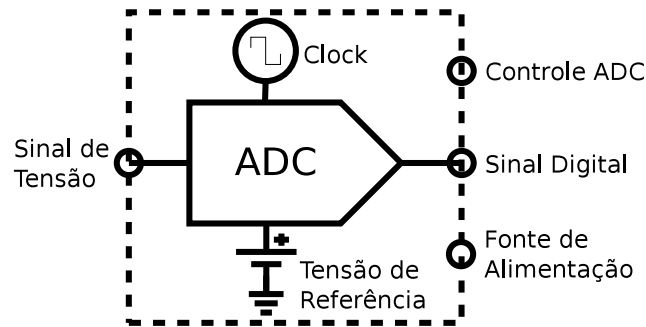 Clock
Controle ADC
Sinal de
Tensão
ADC
Sinal Digital
Tensão de
Referência
Fonte de
Alimentação